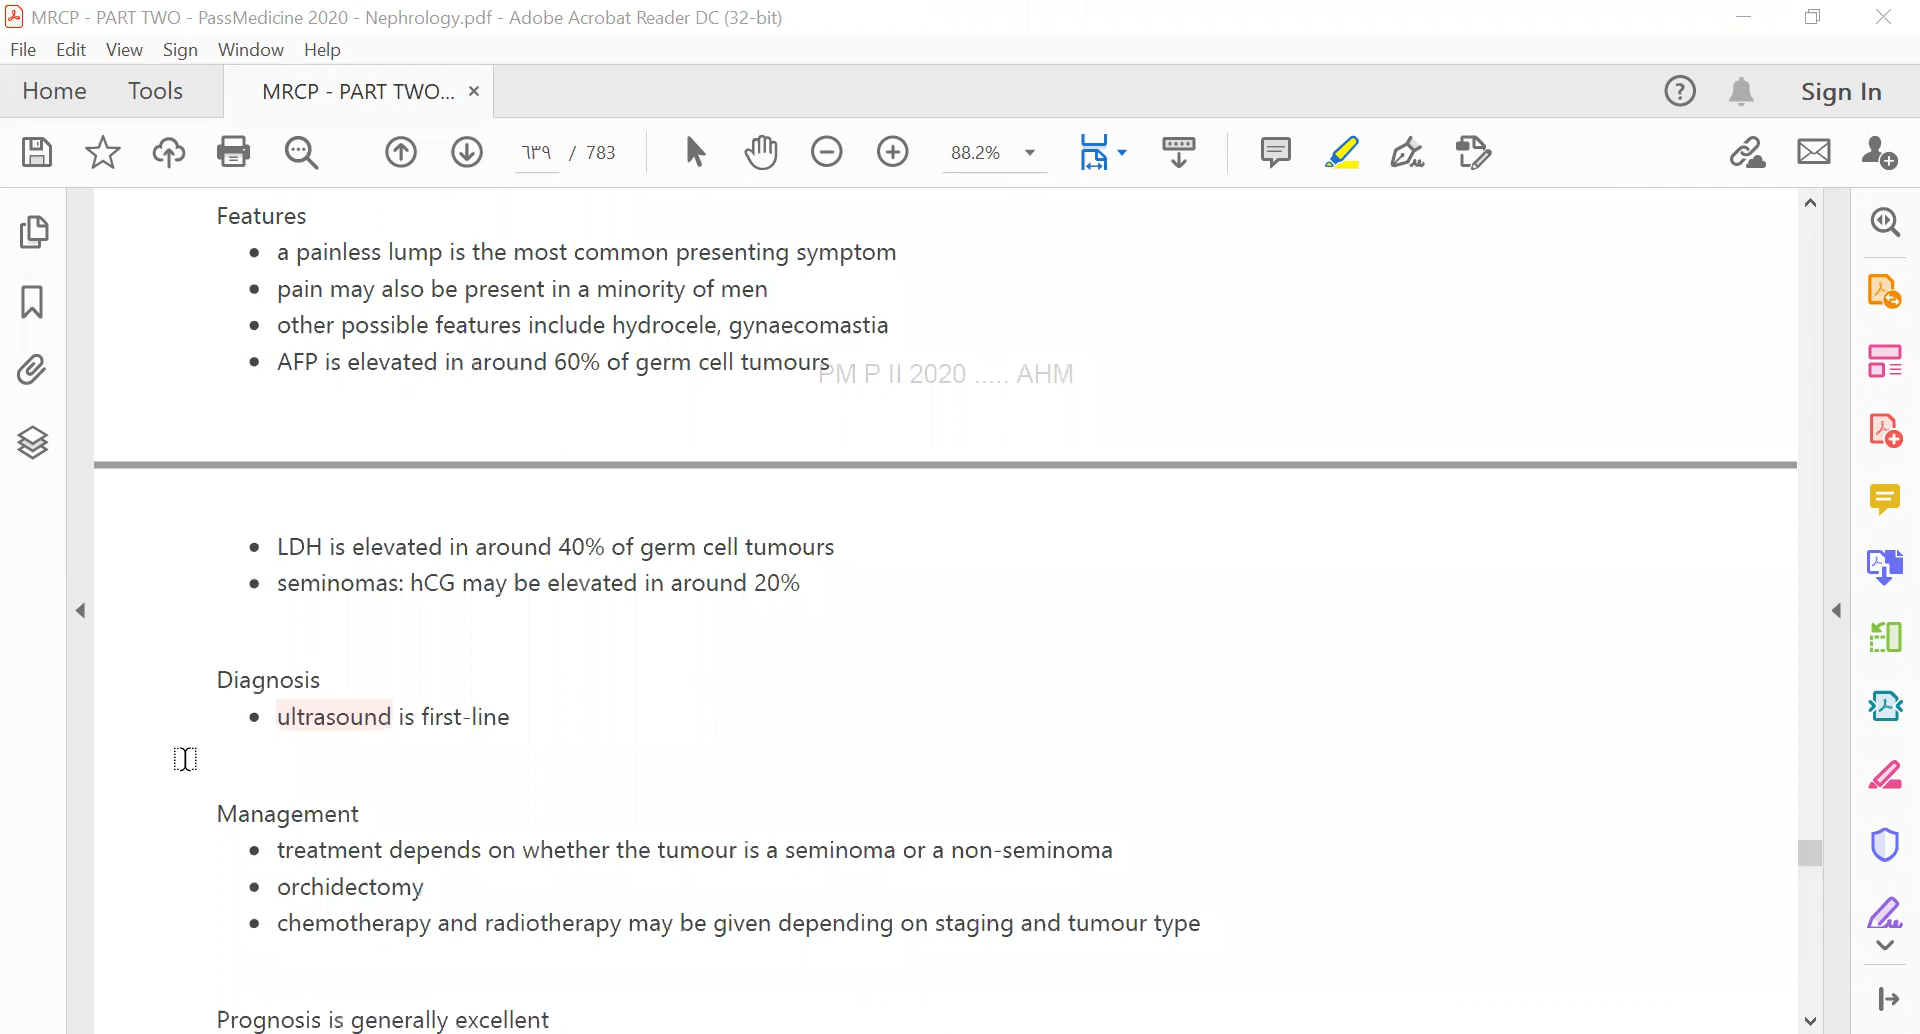 MRCP - PART TWO - PassMedicine 2020 - Nephrology.pdf - Adobe Acrobat Reader DC (32-bit)
File Edit View Sign Window Help
Home Tools MRCP - PART TWO... × Sign In
٦٣٩ / 783 88.2%
Features
• a painless lump is the most common presenting symptom
• pain may also be present in a minority of men
• other possible features include hydrocele, gynaecomastia
• AFP is elevated in around 60% of germ cell tumours
PM P II 2020 ..... AHM
• LDH is elevated in around 40% of germ cell tumours
• seminomas: hCG may be elevated in around 20%
Diagnosis
• ultrasound is first-line
Management
• treatment depends on whether the tumour is a seminoma or a non-seminoma
• orchidectomy
• chemotherapy and radiotherapy may be given depending on staging and tumour type
Prognosis is generally excellent